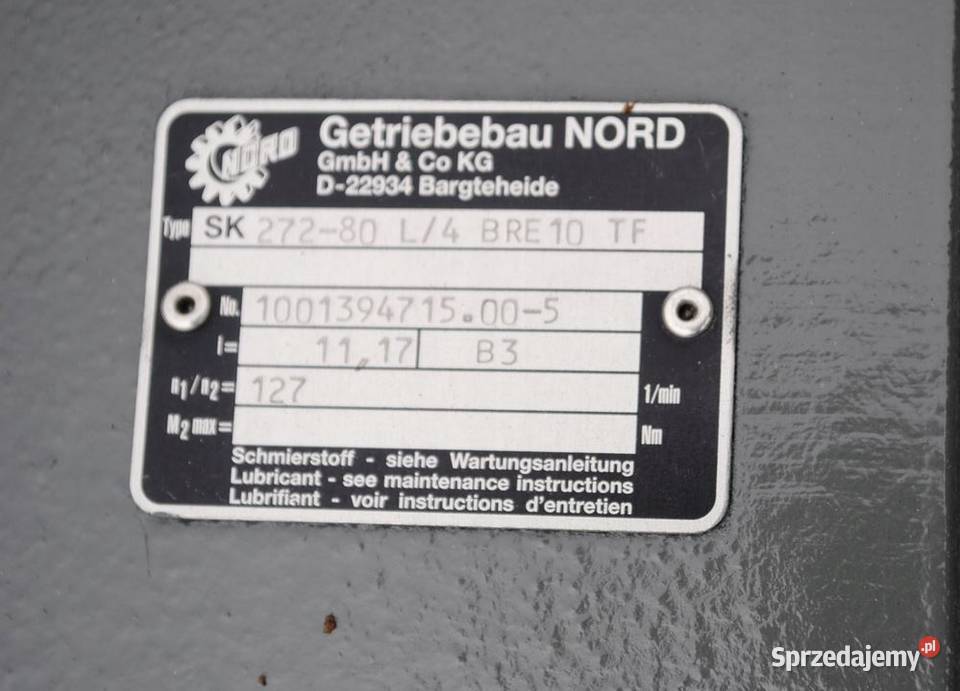 NORD
Getriebebau NORD
GmbH & Co KG
D-22934 Bargteheide
Type SK 272-80 L/4 BRE10 TF
No. 1001394715.00-5
i= 11,17 B3
n1/n2= 127 1/min
M2 max= Nm
Schmierstoff - siehe Wartungsanleitung
Lubricant - see maintenance instructions
Lubrifiant - voir instructions d'entretien
Sprzedajemy.pl